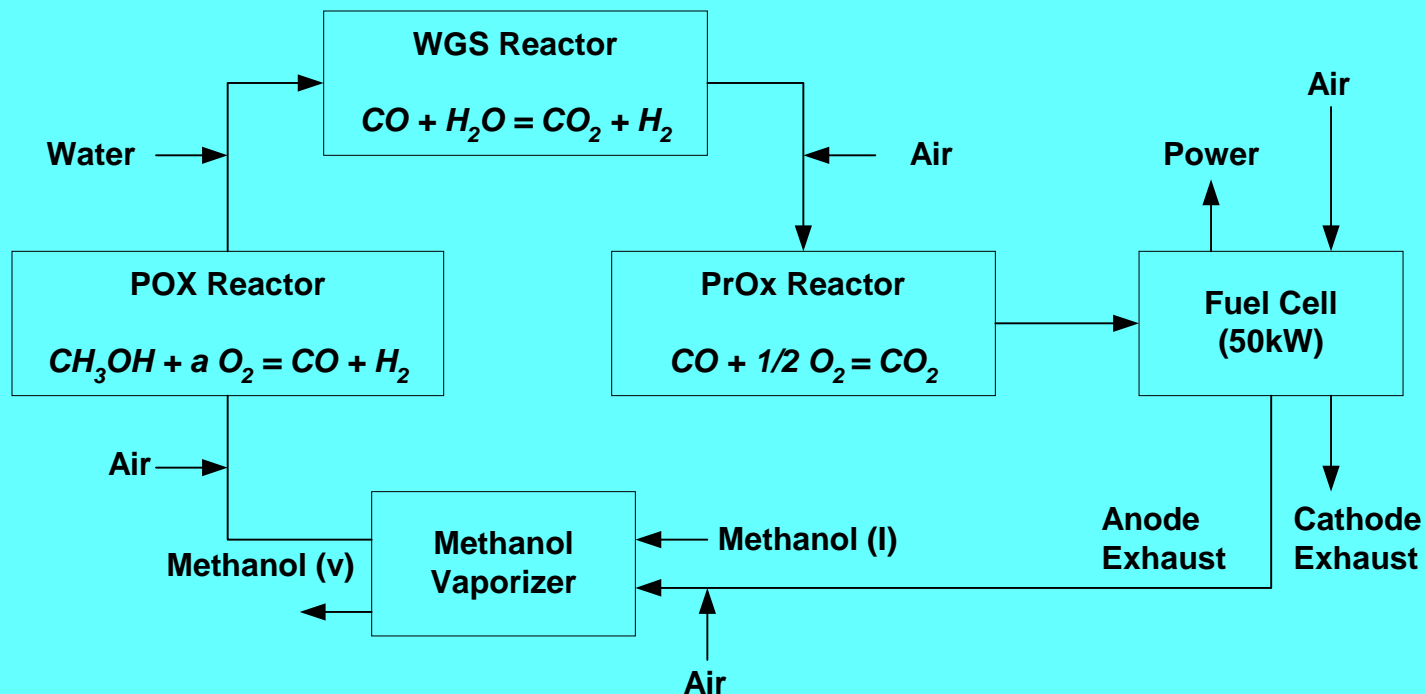 WGS Reactor
CO + H₂O = CO₂ + H₂
Air
Water
Air
Power
POX Reactor
CH₃OH + a O₂ = CO + H₂
PrOx Reactor
CO + 1/2 O₂ = CO₂
Fuel Cell
(50kW)
Air
Methanol (v)
Methanol
Vaporizer
Methanol (l)
Anode
Exhaust
Cathode
Exhaust
Air